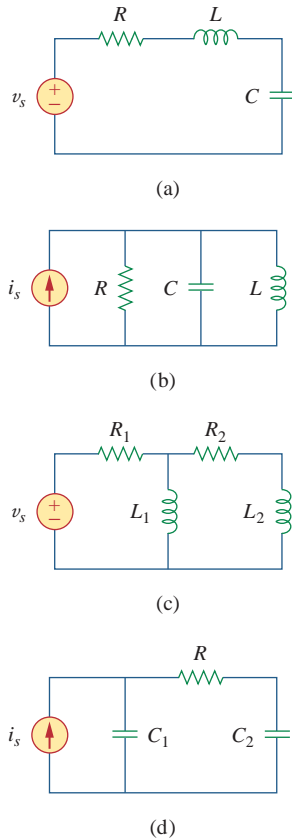 R L
v_s + − C
(a)
i_s R C L
(b)
R_1 R_2
v_s + − L_1 L_2
(c)
R
i_s C_1 C_2
(d)